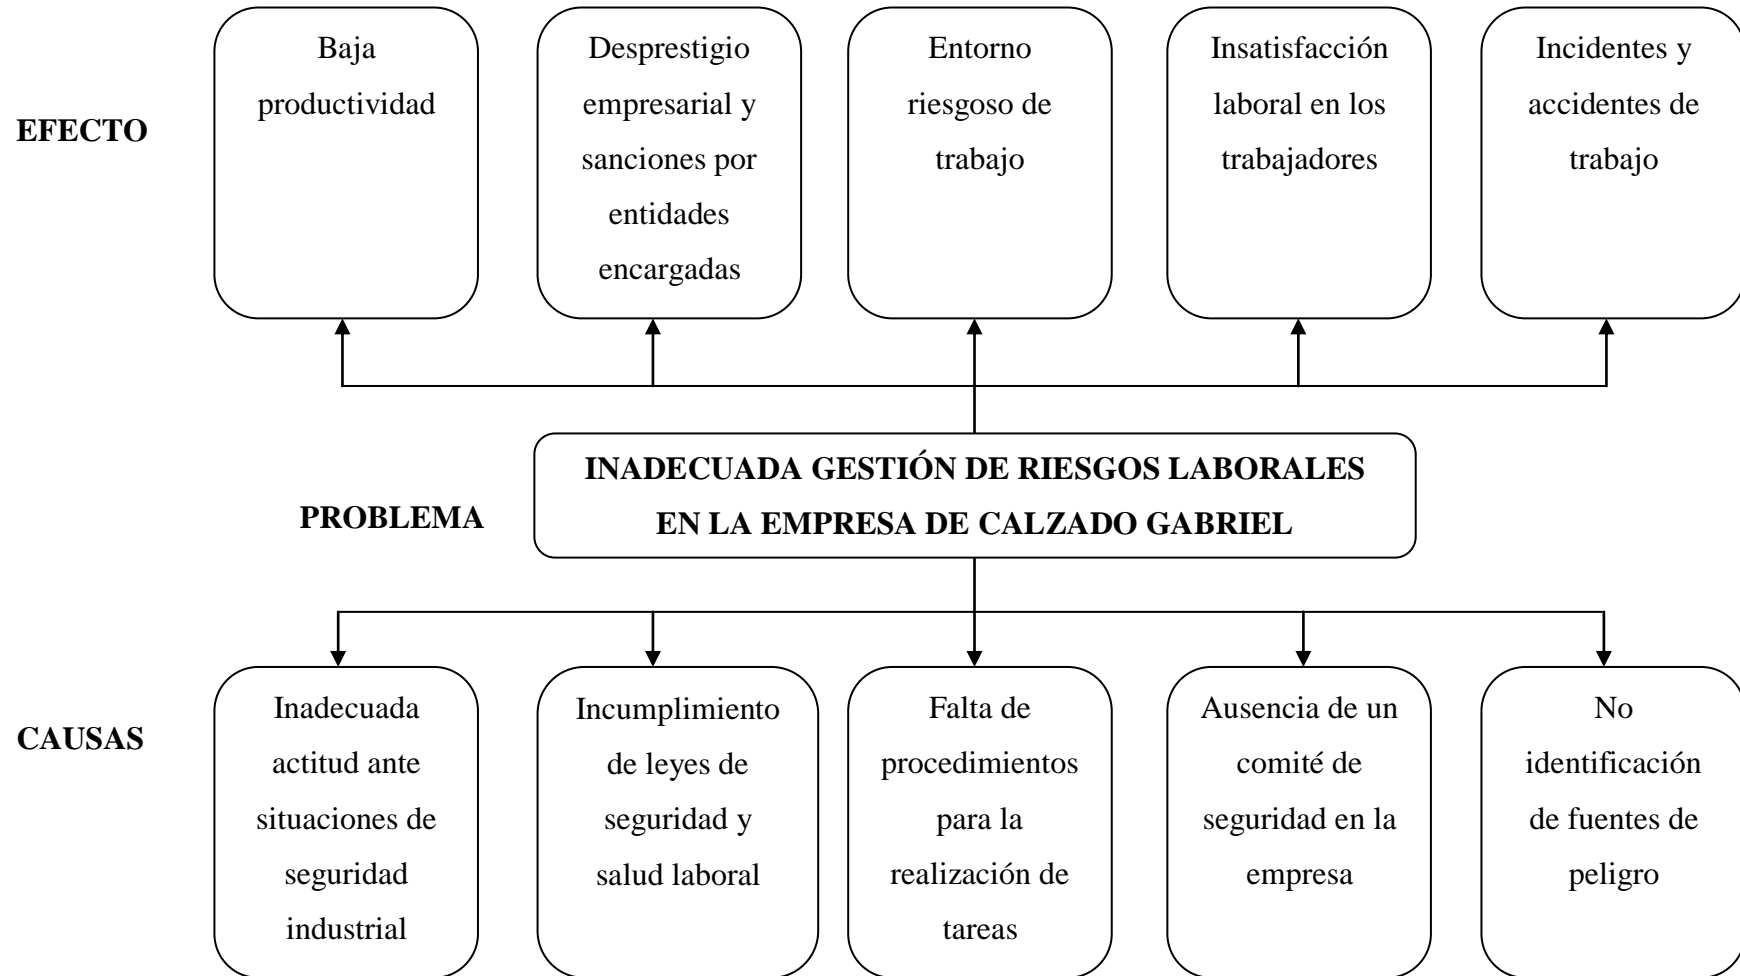 EFECTO
Baja
productividad
Desprestigio
empresarial y
sanciones por
entidades
encargadas
Entorno
riesgoso de
trabajo
Insatisfacción
laboral en los
trabajadores
Incidentes y
accidentes de
trabajo
PROBLEMA
INADECUADA GESTIÓN DE RIESGOS LABORALES
EN LA EMPRESA DE CALZADO GABRIEL
CAUSAS
Inadecuada
actitud ante
situaciones de
seguridad
industrial
Incumplimiento
de leyes de
seguridad y
salud laboral
Falta de
procedimientos
para la
realización de
tareas
Ausencia de un
comité de
seguridad en la
empresa
No
identificación
de fuentes de
peligro